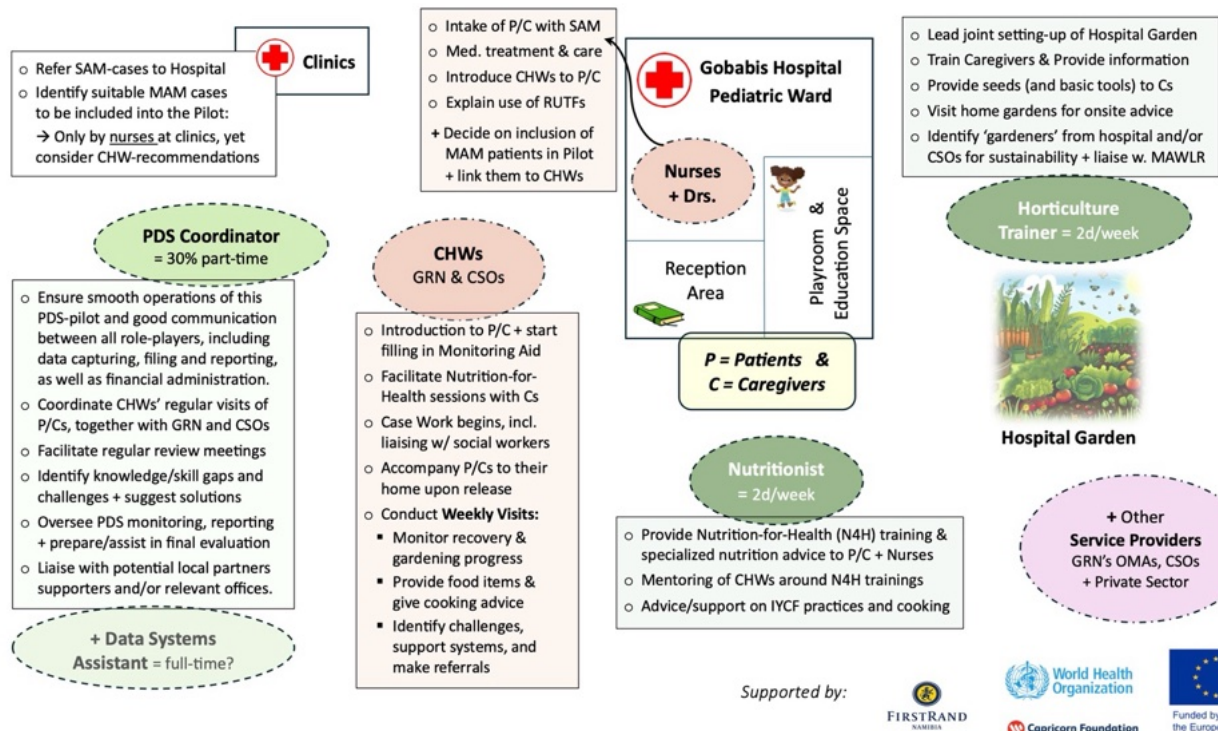 Clinics
○ Refer SAM-cases to Hospital
○ Identify suitable MAM cases
to be included into the Pilot:
→ Only by nurses at clinics, yet
consider CHW-recommendations
○ Intake of P/C with SAM
○ Med. treatment & care
○ Introduce CHWs to P/C
○ Explain use of RUTFs
+ Decide on inclusion of
MAM patients in Pilot
+ link them to CHWs
Gobabis Hospital
Pediatric Ward
Nurses
+ Drs.
Reception
Area
Playroom &
Education Space
P = Patients &
C = Caregivers
○ Lead joint setting-up of Hospital Garden
○ Train Caregivers & Provide information
○ Provide seeds (and basic tools) to Cs
○ Visit home gardens for onsite advice
○ Identify ‘gardeners’ from hospital and/or
CSOs for sustainability + liaise w. MAWLR
Horticulture
Trainer = 2d/week
Hospital Garden
PDS Coordinator
= 30% part-time
○ Ensure smooth operations of this
PDS-pilot and good communication
between all role-players, including
data capturing, filing and reporting,
as well as financial administration.
○ Coordinate CHWs’ regular visits of
P/Cs, together with GRN and CSOs
○ Facilitate regular review meetings
○ Identify knowledge/skill gaps and
challenges + suggest solutions
○ Oversee PDS monitoring, reporting
+ prepare/assist in final evaluation
○ Liaise with potential local partners
supporters and/or relevant offices.
+ Data Systems
Assistant = full-time?
CHWs
GRN & CSOs
○ Introduction to P/C + start
filling in Monitoring Aid
○ Facilitate Nutrition-for-
Health sessions with Cs
○ Case Work begins, incl.
liaising w/ social workers
○ Accompany P/Cs to their
home upon release
○ Conduct Weekly Visits:
▪ Monitor recovery &
gardening progress
▪ Provide food items &
give cooking advice
▪ Identify challenges,
support systems, and
make referrals
Nutritionist
= 2d/week
○ Provide Nutrition-for-Health (N4H) training &
specialized nutrition advice to P/C + Nurses
○ Mentoring of CHWs around N4H trainings
○ Advice/support on IYCF practices and cooking
+ Other
Service Providers
GRN’s OMAs, CSOs
+ Private Sector
Supported by:
FIRSTRAND
NAMIBIA
World Health
Organization
Capricorn Foundation
Funded by
the Europe